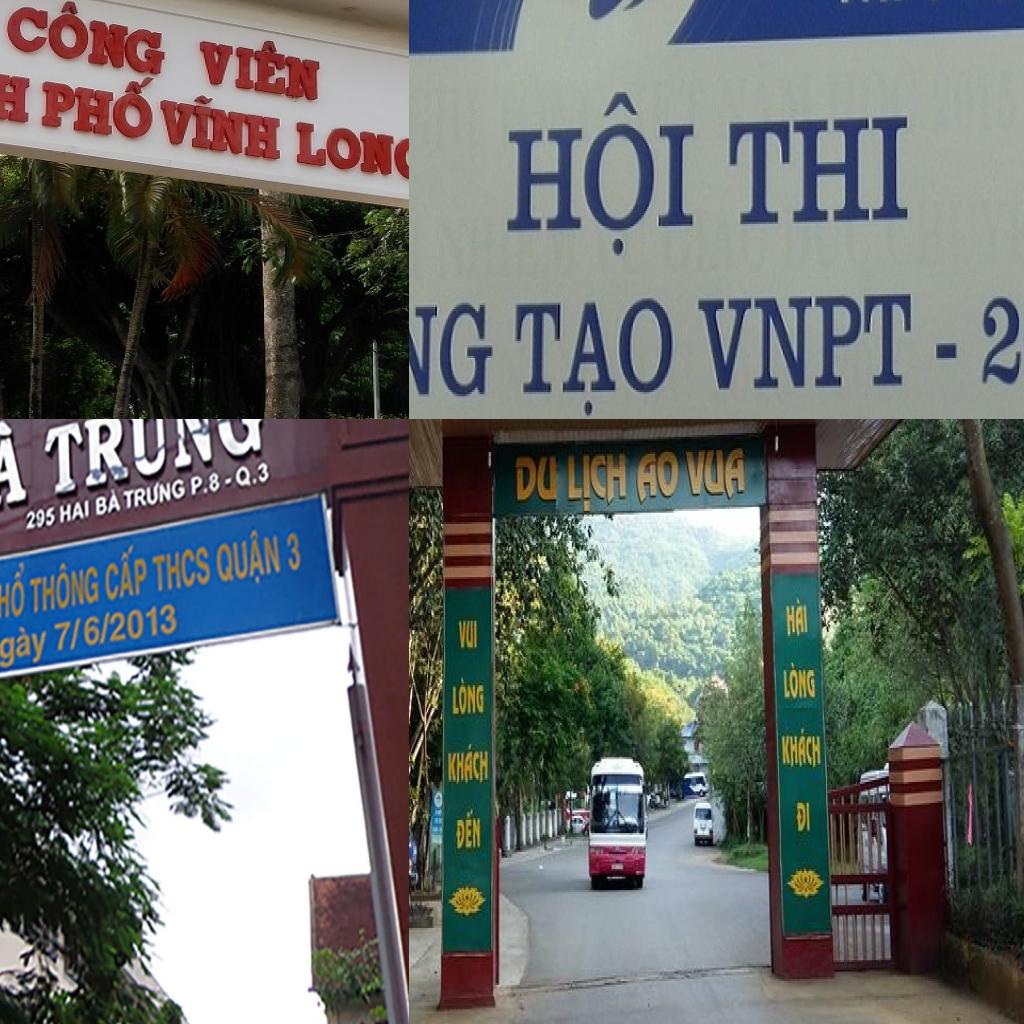 CÔNG VIÊN
H PHỐ VĨNH LONG
HỘI THI
NG TẠO VNPT - 2
À TRƯNG
295 HAI BÀ TRƯNG P.8 - Q.3
HỔ THÔNG CẤP THCS QUẬN 3
gày 7/6/2013
DU LỊCH AO VUA
VUI
LÒNG
KHÁCH
ĐẾN
HÀI
LÒNG
KHÁCH
ĐI